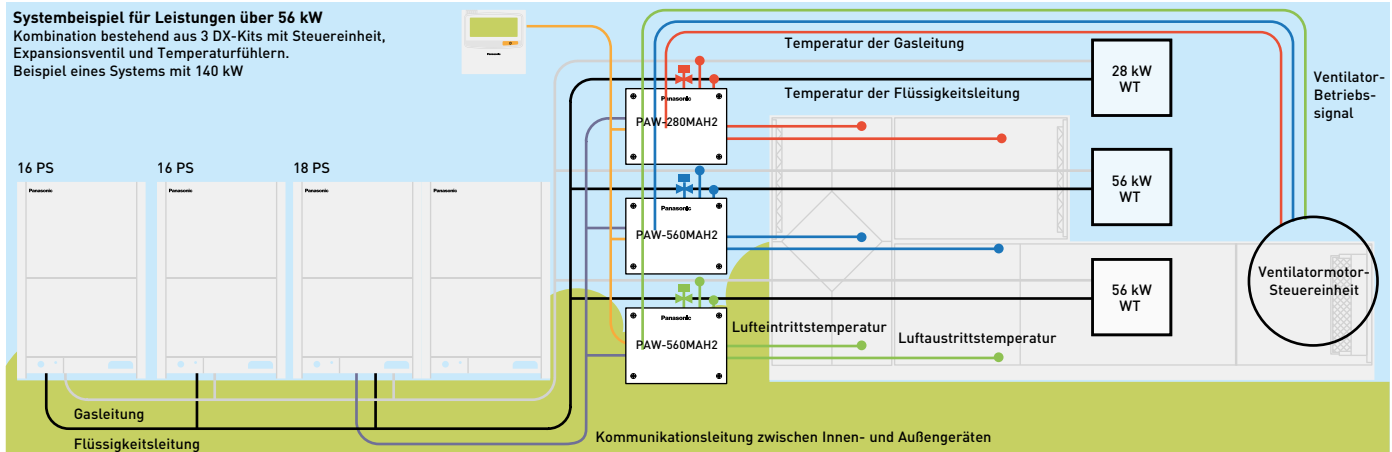 Systembeispiel für Leistungen über 56 kW
Kombination bestehend aus 3 DX-Kits mit Steuereinheit,
Expansionsventil und Temperaturfühlern.
Beispiel eines Systems mit 140 kW
Panasonic
Temperatur der Gasleitung
Temperatur der Flüssigkeitsleitung
28 kW
WT
Ventilator-
Betriebs-
signal
Panasonic
PAW-280MAH2
16 PS
16 PS
18 PS
Panasonic
Panasonic
Panasonic
Panasonic
Panasonic
PAW-560MAH2
56 kW
WT
Ventilatormotor-
Steuereinheit
56 kW
WT
Panasonic
PAW-560MAH2
Lufteintrittstemperatur
Luftaustrittstemperatur
Gasleitung
Flüssigkeitsleitung
Kommunikationsleitung zwischen Innen- und Außengeräten